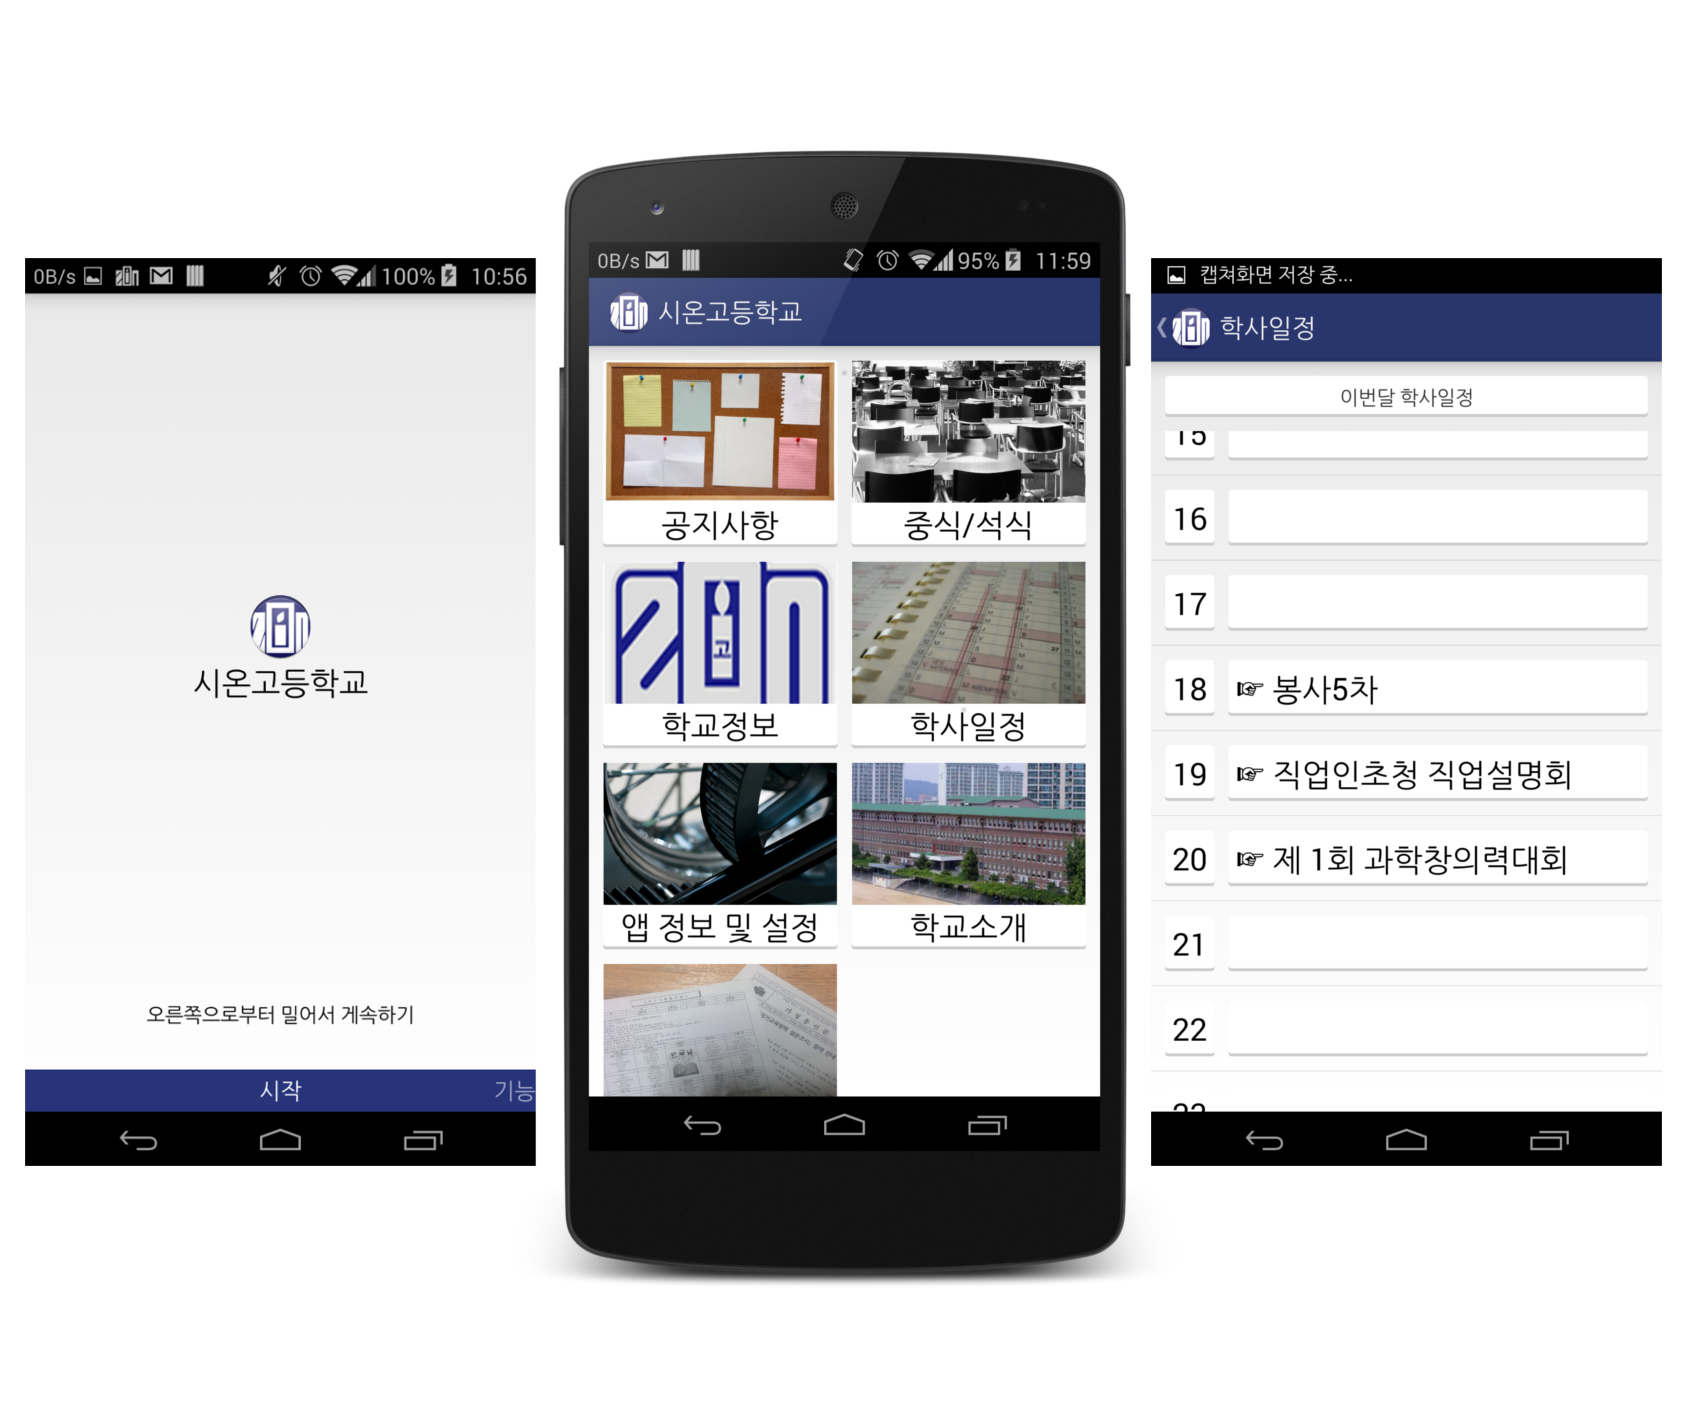 0B/s 100% 10:56
시온고등학교
오른쪽으로부터 밀어서 게속하기
시작 기능
0B/s 95% 11:59
시온고등학교
공지사항 중식/석식
고
학교정보 학사일정
앱 정보 및 설정 학교소개
캡쳐화면 저장 중...
학사일정
이번달 학사일정
15
16
17
18 ☞ 봉사5차
19 ☞ 직업인초청 직업설명회
20 ☞ 제 1회 과학창의력대회
21
22
23